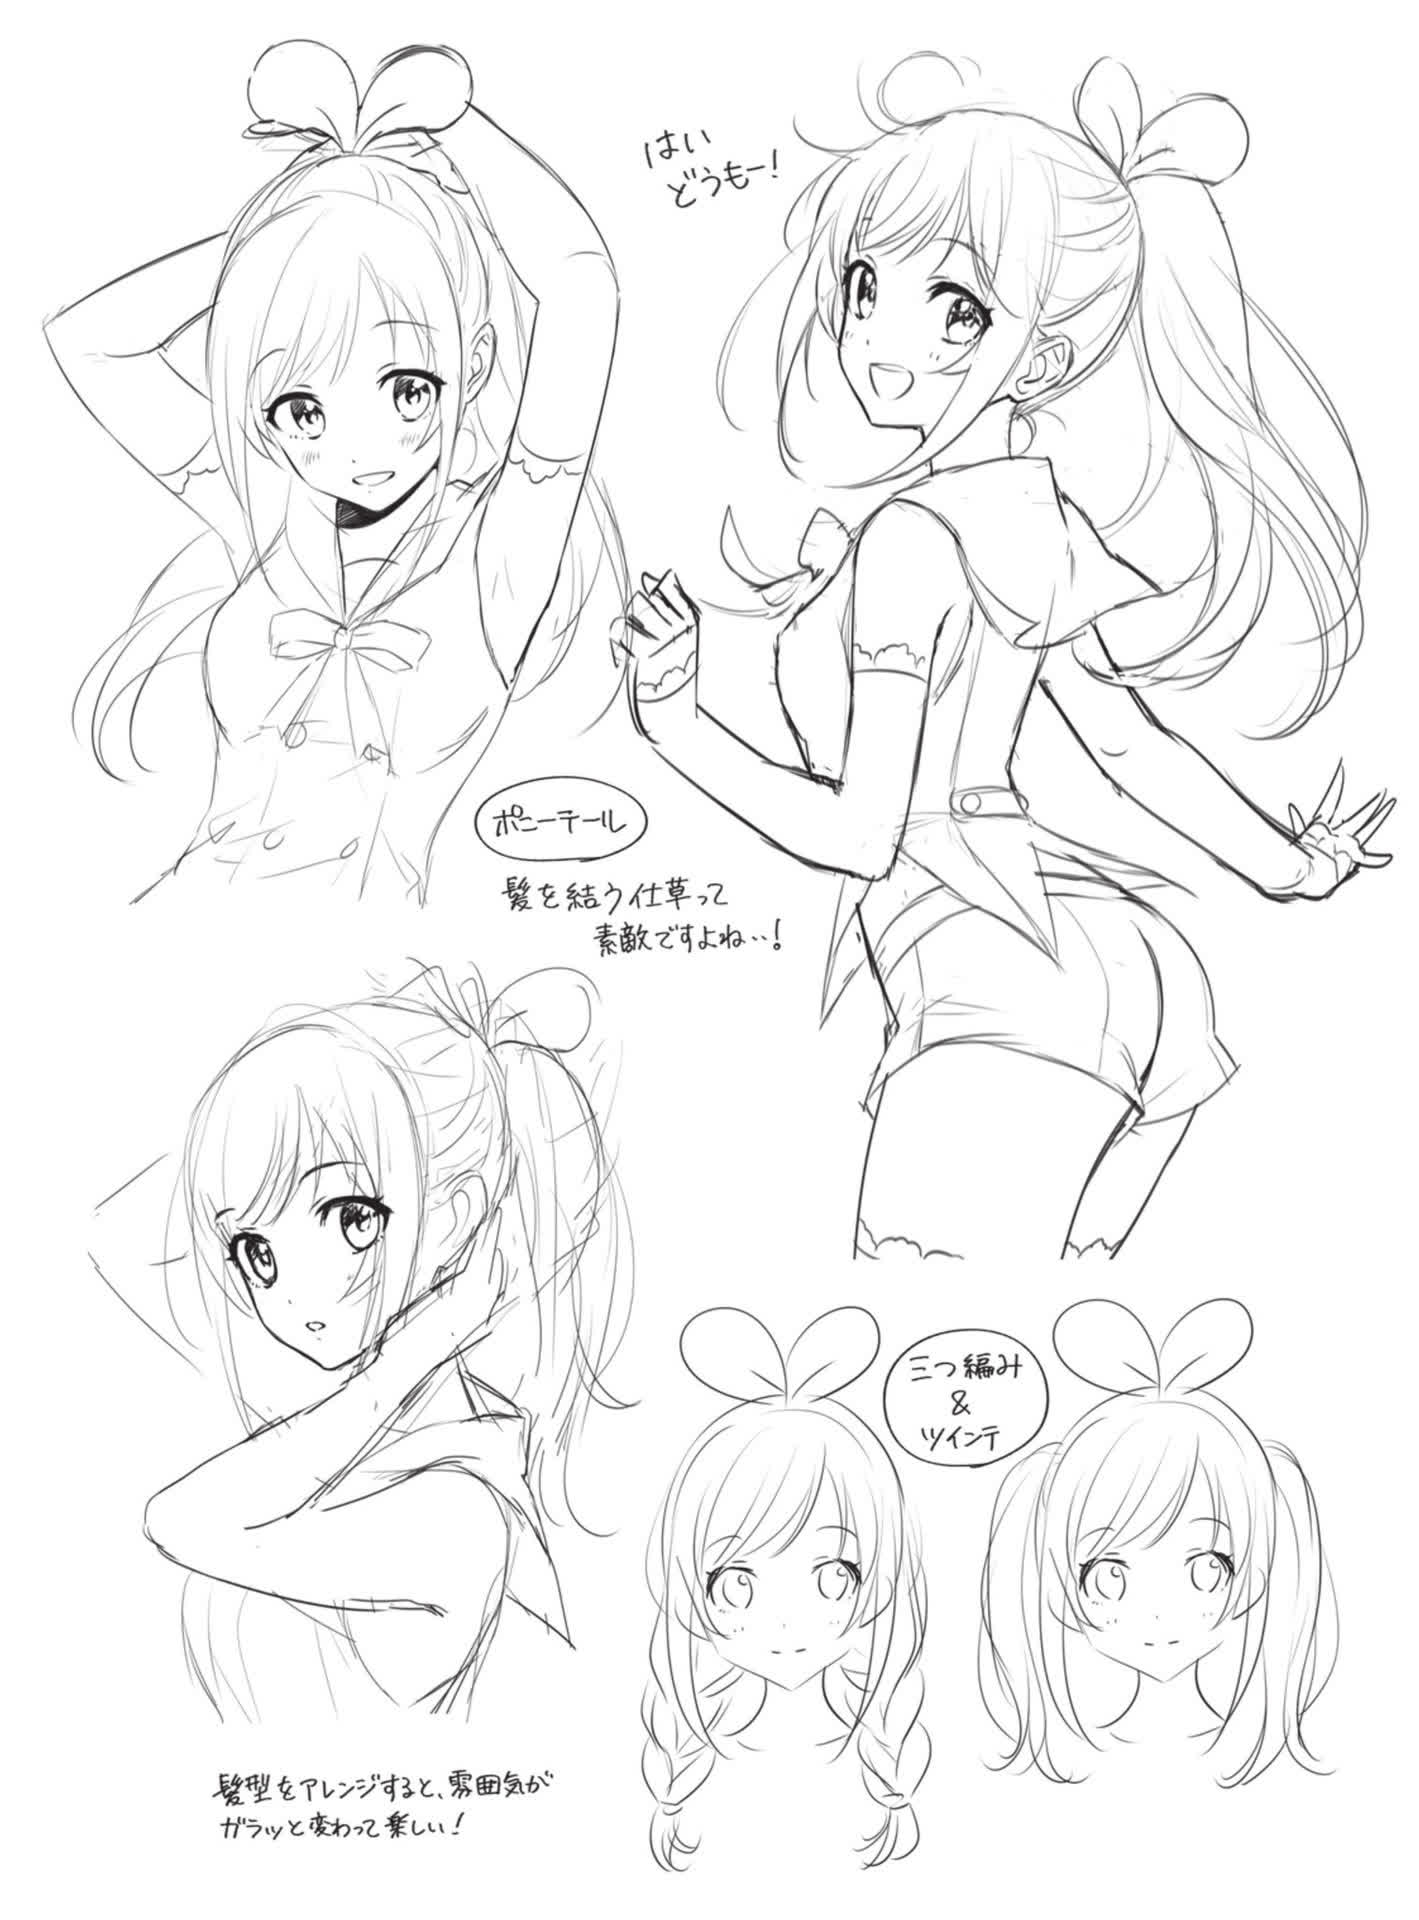 はい
どうもー!
ポニーテール
髪を結う仕草って
素敵ですよね…!
三つ編み
&
ツインテ
髪型をアレンジすると、雰囲気が
ガラッと変わって楽しい!